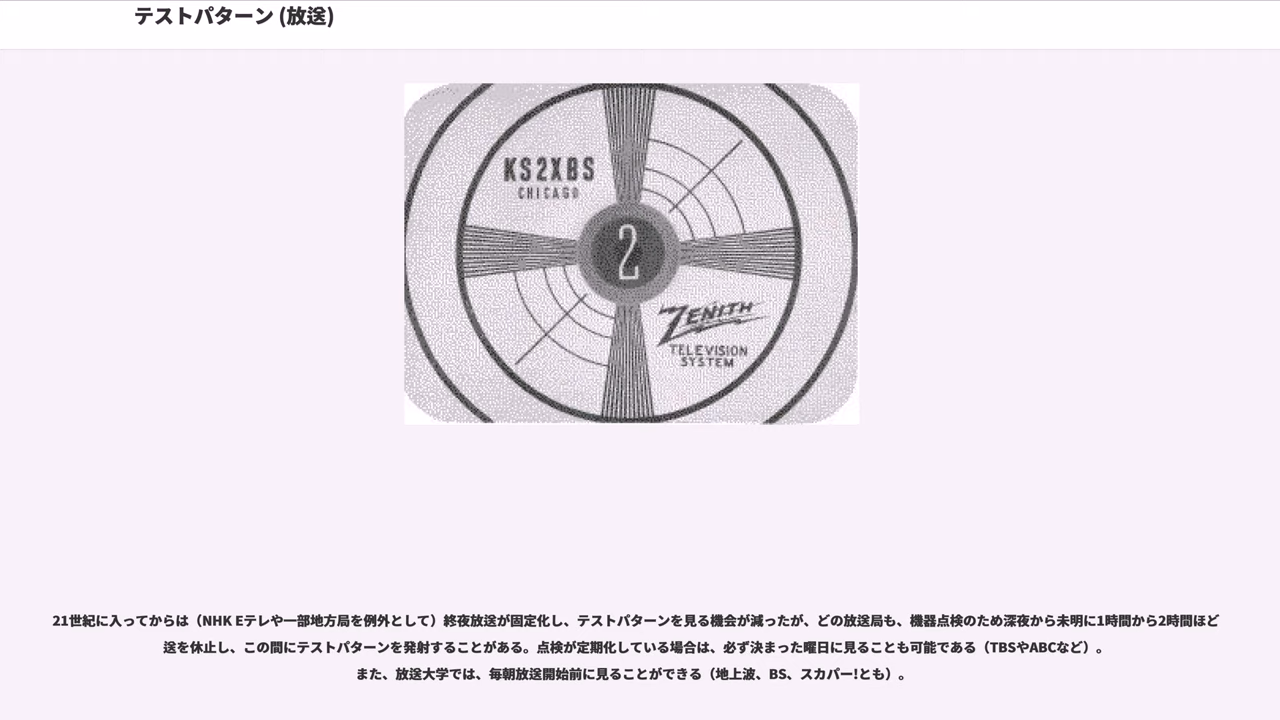 テストパターン (放送)
KS2XBS
CHICAGO
2
ZENITH
TELEVISION
SYSTEM
21世紀に入ってからは（NHK Eテレや一部地方局を例外として）終夜放送が固定化し、テストパターンを見る機会が減ったが、どの放送局も、機器点検のため深夜から未明に1時間から2時間ほど
送を休止し、この間にテストパターンを発射することがある。点検が定期化している場合は、必ず決まった曜日に見ることも可能である（TBSやABCなど）。
また、放送大学では、毎朝放送開始前に見ることができる（地上波、BS、スカパー!とも）。